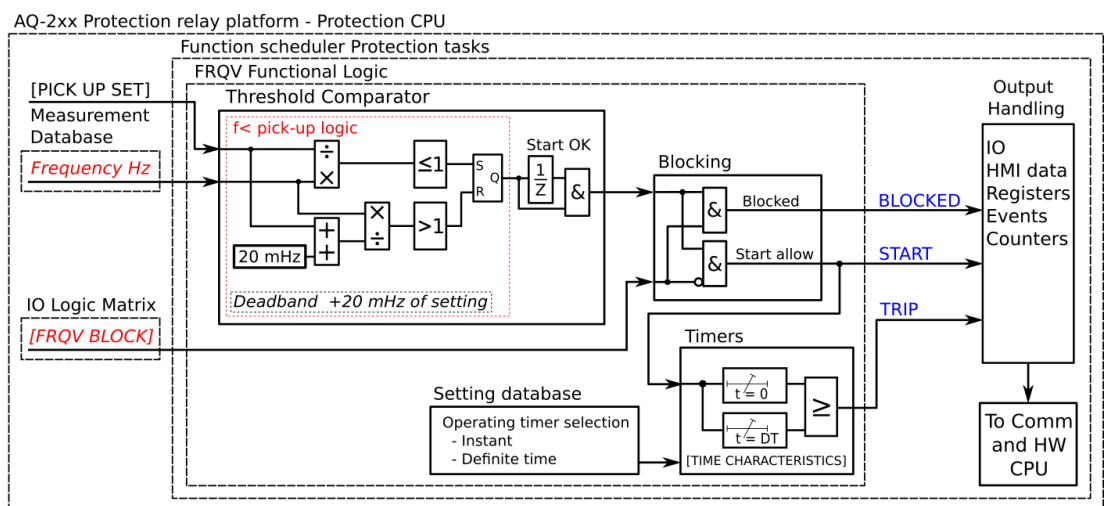 AQ-2xx Protection relay platform - Protection CPU
Function scheduler Protection tasks
FRQV Functional Logic
[PICK UP SET]
Measurement
Database
Frequency Hz
Threshold Comparator
f< pick-up logic
÷
×
≤1
S
Q
R
×
÷
>1
+
+
20 mHz
Deadband +20 mHz of setting
Start OK
1
Z
&
Blocking
&
Blocked
&
Start allow
BLOCKED
START
TRIP
Output
Handling
IO
HMI data
Registers
Events
Counters
IO Logic Matrix
[FRQV BLOCK]
Timers
t = 0
t = DT
≥
[TIME CHARACTERISTICS]
Setting database
Operating timer selection
- Instant
- Definite time
To Comm
and HW
CPU